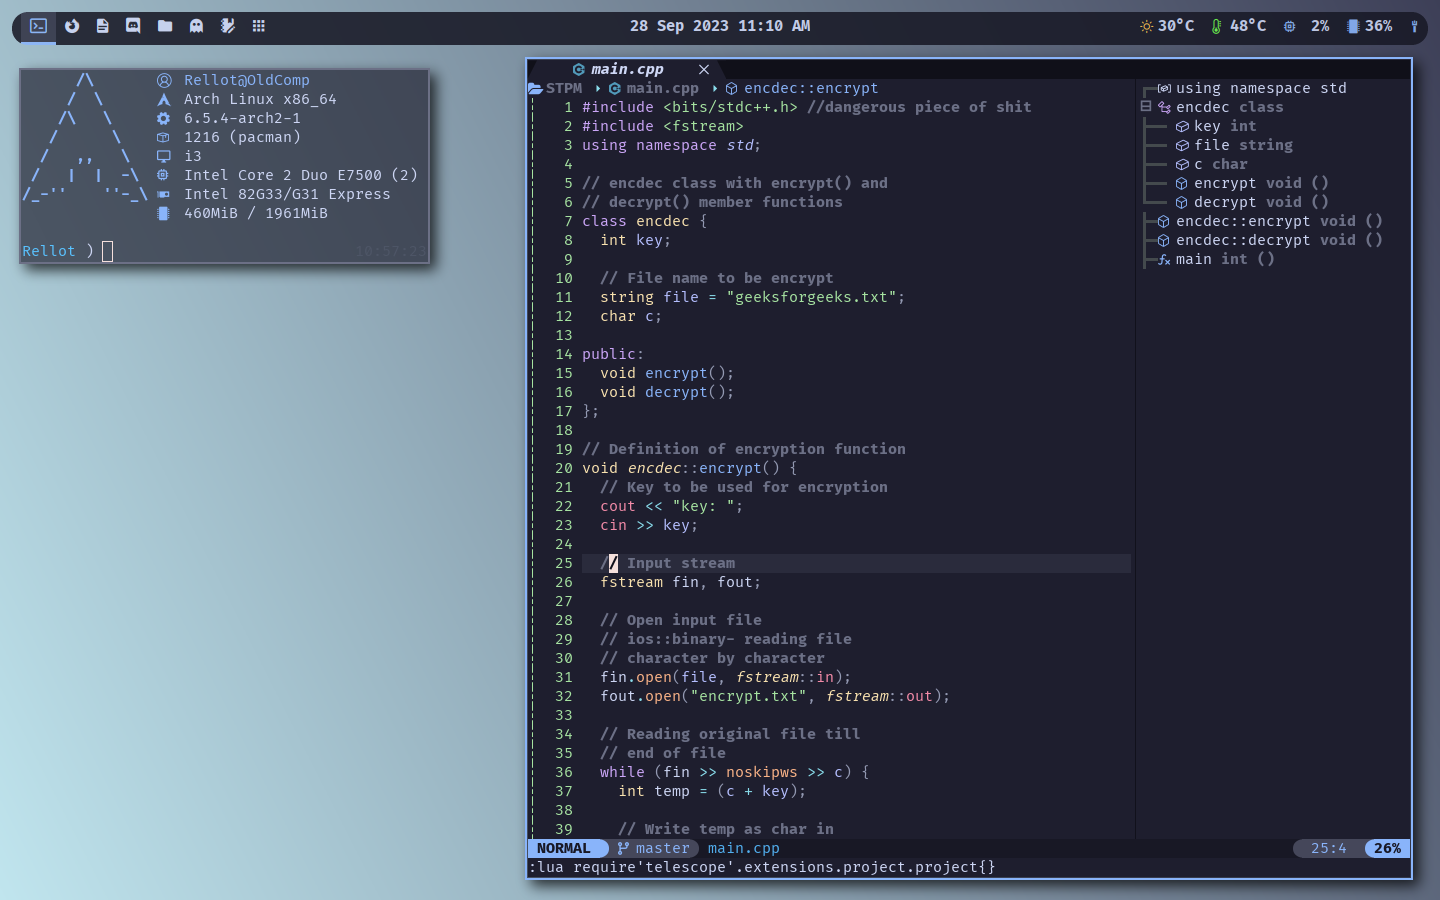 28 Sep 2023 11:10 AM
30°C 48°C 2% 36%
Rellot@OldComp
Arch Linux x86_64
6.5.4-arch2-1
1216 (pacman)
i3
Intel Core 2 Duo E7500 (2)
Intel 82G33/G31 Express
460MiB / 1961MiB
Rellot ) 10:57:23
main.cpp
STPM main.cpp encdec::encrypt
1 #include <bits/stdc++.h> //dangerous piece of shit
2 #include <fstream>
3 using namespace std;
4
5 // encdec class with encrypt() and
6 // decrypt() member functions
7 class encdec {
8 int key;
9
10 // File name to be encrypt
11 string file = "geeksforgeeks.txt";
12 char c;
13
14 public:
15 void encrypt();
16 void decrypt();
17 };
18
19 // Definition of encryption function
20 void encdec::encrypt() {
21 // Key to be used for encryption
22 cout << "key: ";
23 cin >> key;
24
25 // Input stream
26 fstream fin, fout;
27
28 // Open input file
29 // ios::binary- reading file
30 // character by character
31 fin.open(file, fstream::in);
32 fout.open("encrypt.txt", fstream::out);
33
34 // Reading original file till
35 // end of file
36 while (fin >> noskipws >> c) {
37 int temp = (c + key);
38
39 // Write temp as char in
using namespace std
encdec class
key int
file string
c char
encrypt void ()
decrypt void ()
encdec::encrypt void ()
encdec::decrypt void ()
main int ()
NORMAL master main.cpp 25:4 26%
:lua require'telescope'.extensions.project.project{}